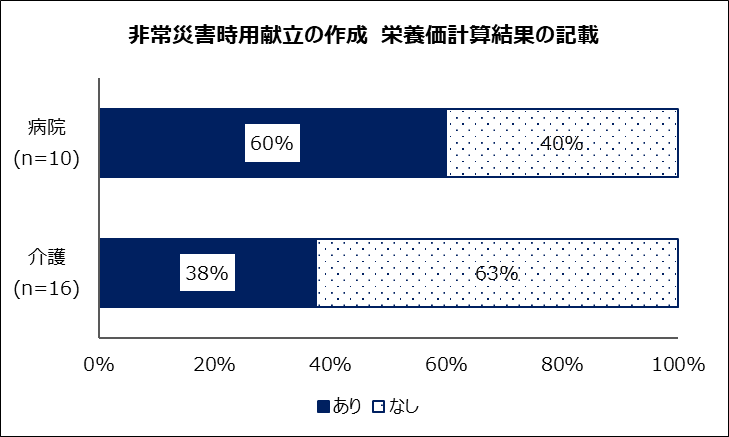 非常災害時用献立の作成 栄養価計算結果の記載
病院
(n=10)
60%
40%
介護
(n=16)
38%
63%
0% 20% 40% 60% 80% 100%
あり なし